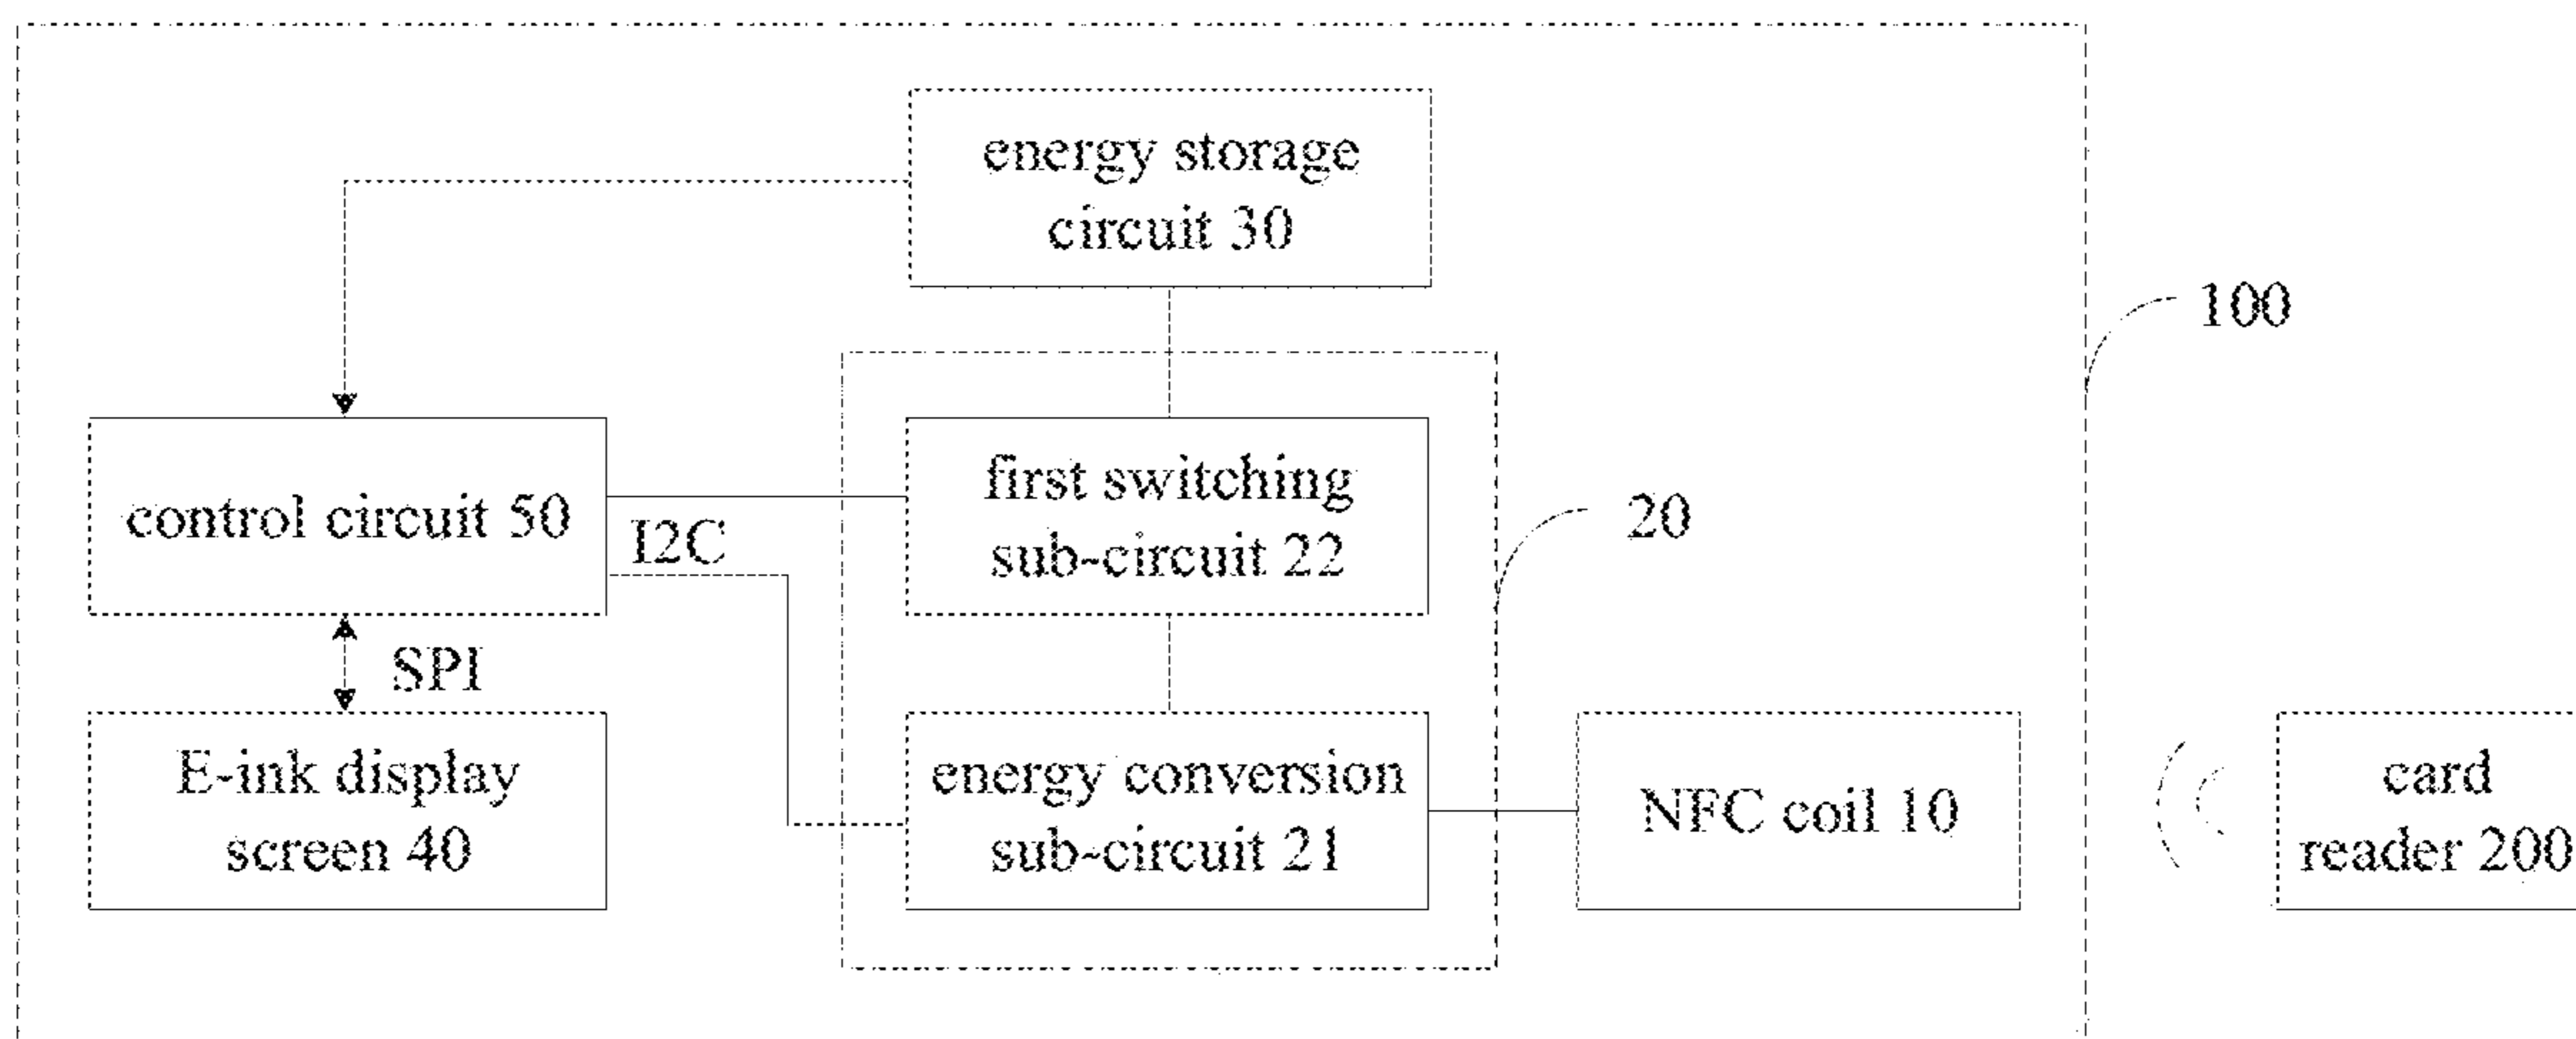 energy storage
circuit 30
100
control circuit 50
first switching
sub-circuit 22
I2C
20
SPI
E-ink display
screen 40
energy conversion
sub-circuit 21
NFC coil 10
card
reader 200